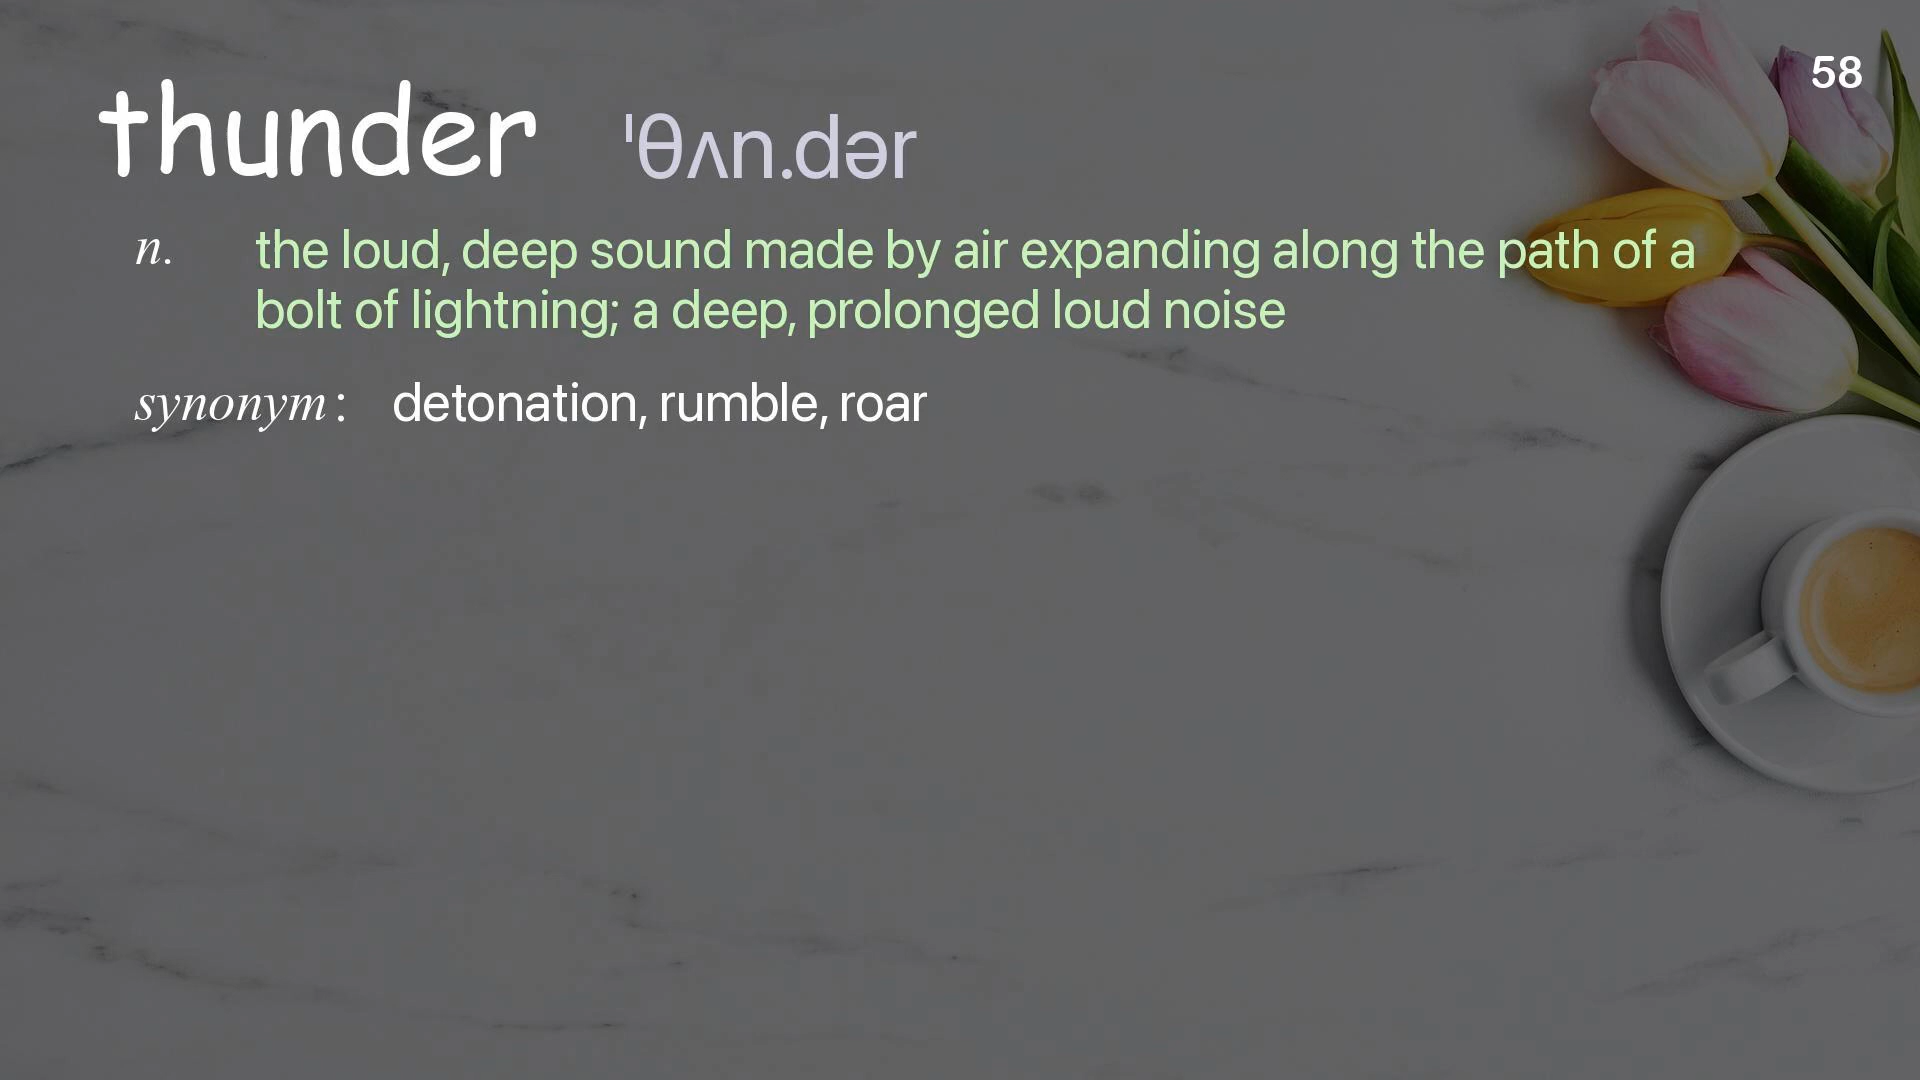 58
thunder ˈθʌn.dər
n. the loud, deep sound made by air expanding along the path of a
bolt of lightning; a deep, prolonged loud noise
synonym : detonation, rumble, roar